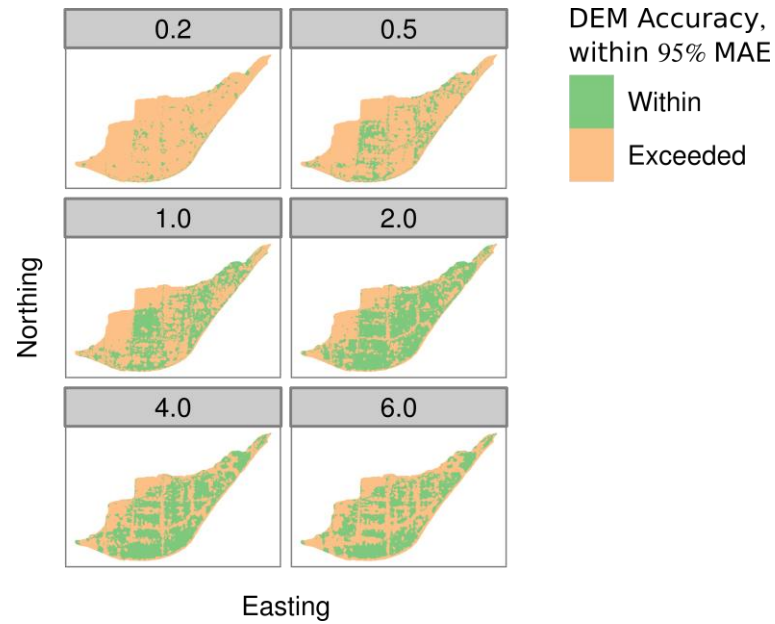 0.2
0.5
DEM Accuracy,
within 95% MAE
Within
Exceeded
1.0
2.0
Northing
4.0
6.0
Easting